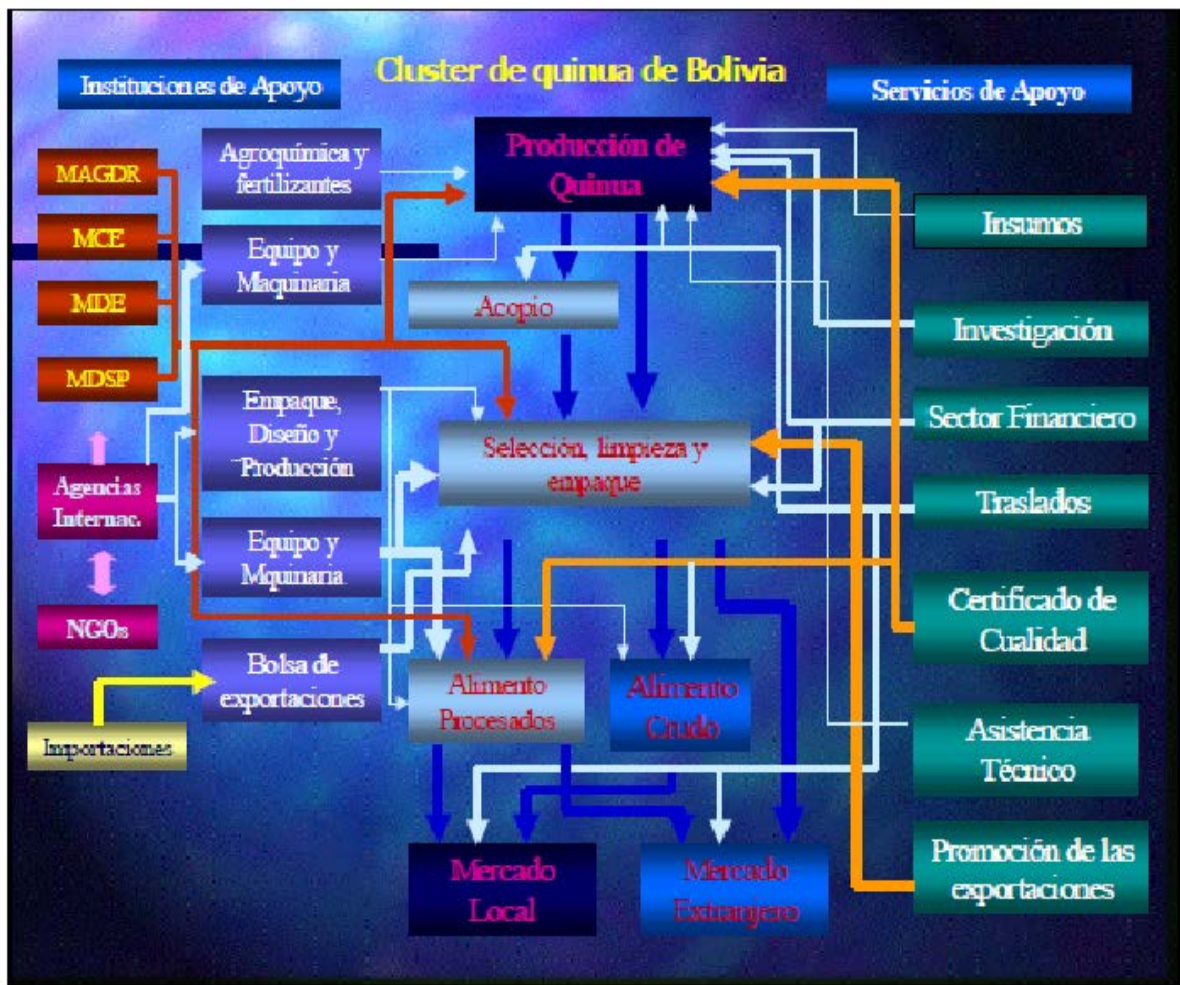 Cluster de quinua de Bolivia
Instituciones de Apoyo
Servicios de Apoyo
MAGDR
MCE
MDE
MDSP
Agencias
Internac.
NGOs
Importaciones
Agroquímica y
fertilizantes
Equipo y
Maquinaria
Empaque,
Diseño y
Producción
Equipo y
Mquinaria
Bolsa de
exportaciones
Producción de
Quinua
Acopio
Selección, limpieza y
empaque
Alimento
Procesados
Alimento
Crudo
Mercado
Local
Mercado
Extranjero
Insumos
Investigación
Sector Financiero
Traslados
Certificado de
Cualidad
Asistencia
Técnico
Promoción de las
exportaciones